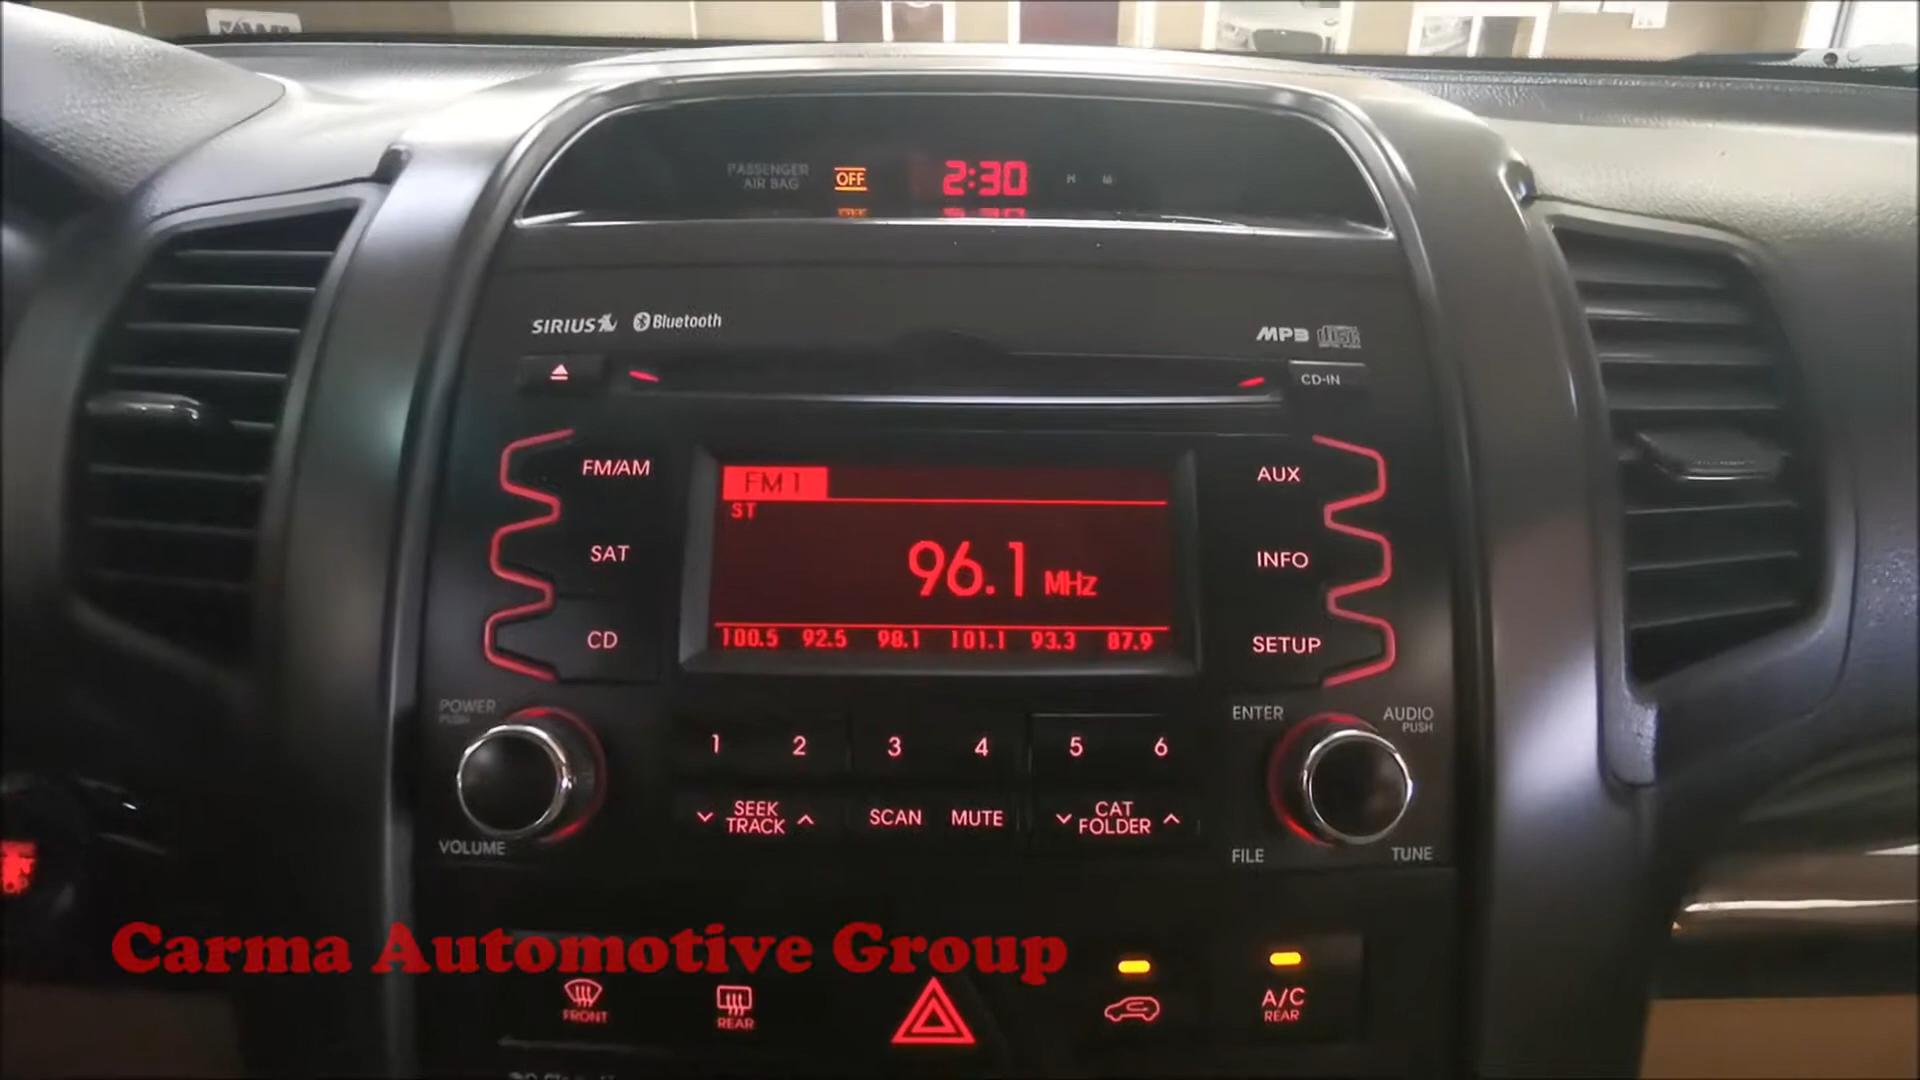 PASSENGER
AIR BAG
OFF
2:30
SIRIUS
Bluetooth
MP3
CD-IN
FM/AM
SAT
CD
FM 1
ST
96.1 MHz
100.5 92.5 98.1 101.1 93.3 87.9
AUX
INFO
SETUP
POWER
PUSH
VOLUME
1 2 3 4 5 6
SEEK
TRACK
SCAN
MUTE
CAT
FOLDER
ENTER
AUDIO
PUSH
FILE
TUNE
Carma Automotive Group
FRONT
REAR
A/C
REAR